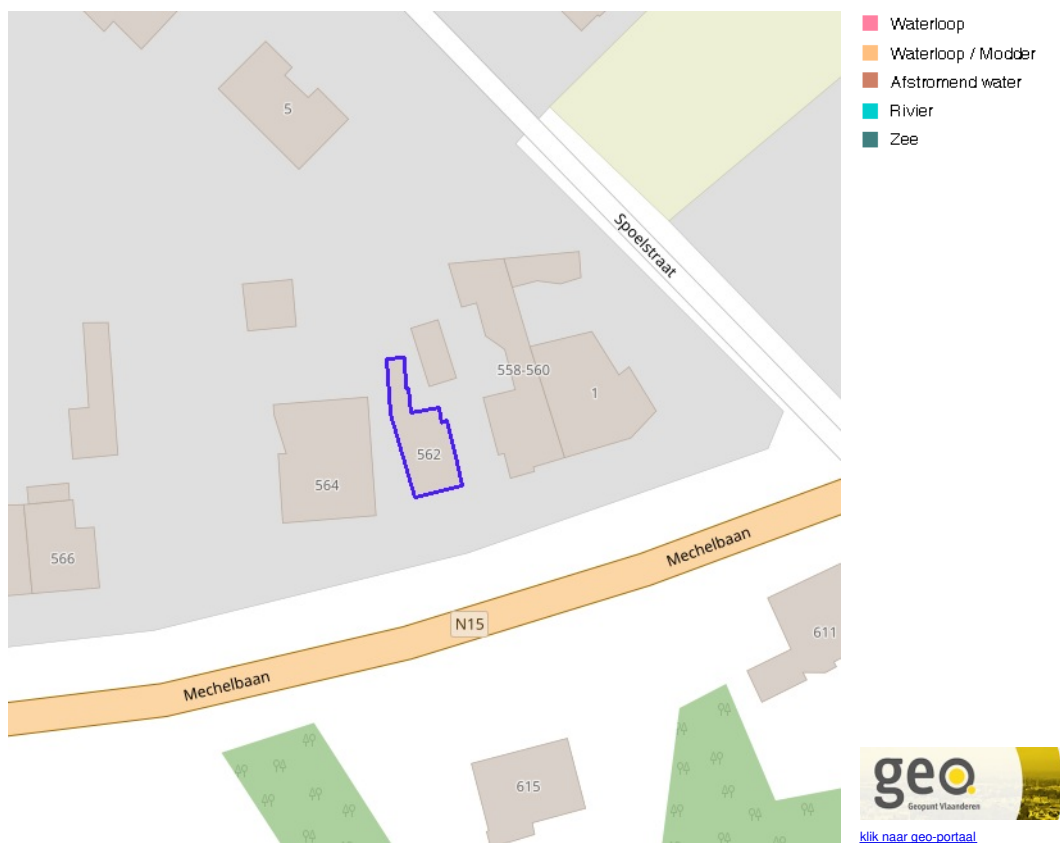 5
Spoelstraat
558-560
1
562
564
566
Mechelbaan
N15
Mechelbaan
611
615
Waterloop
Waterloop / Modder
Afstromend water
Rivier
Zee
geo.
Geopunt Vlaanderen
klik naar geo-portaal